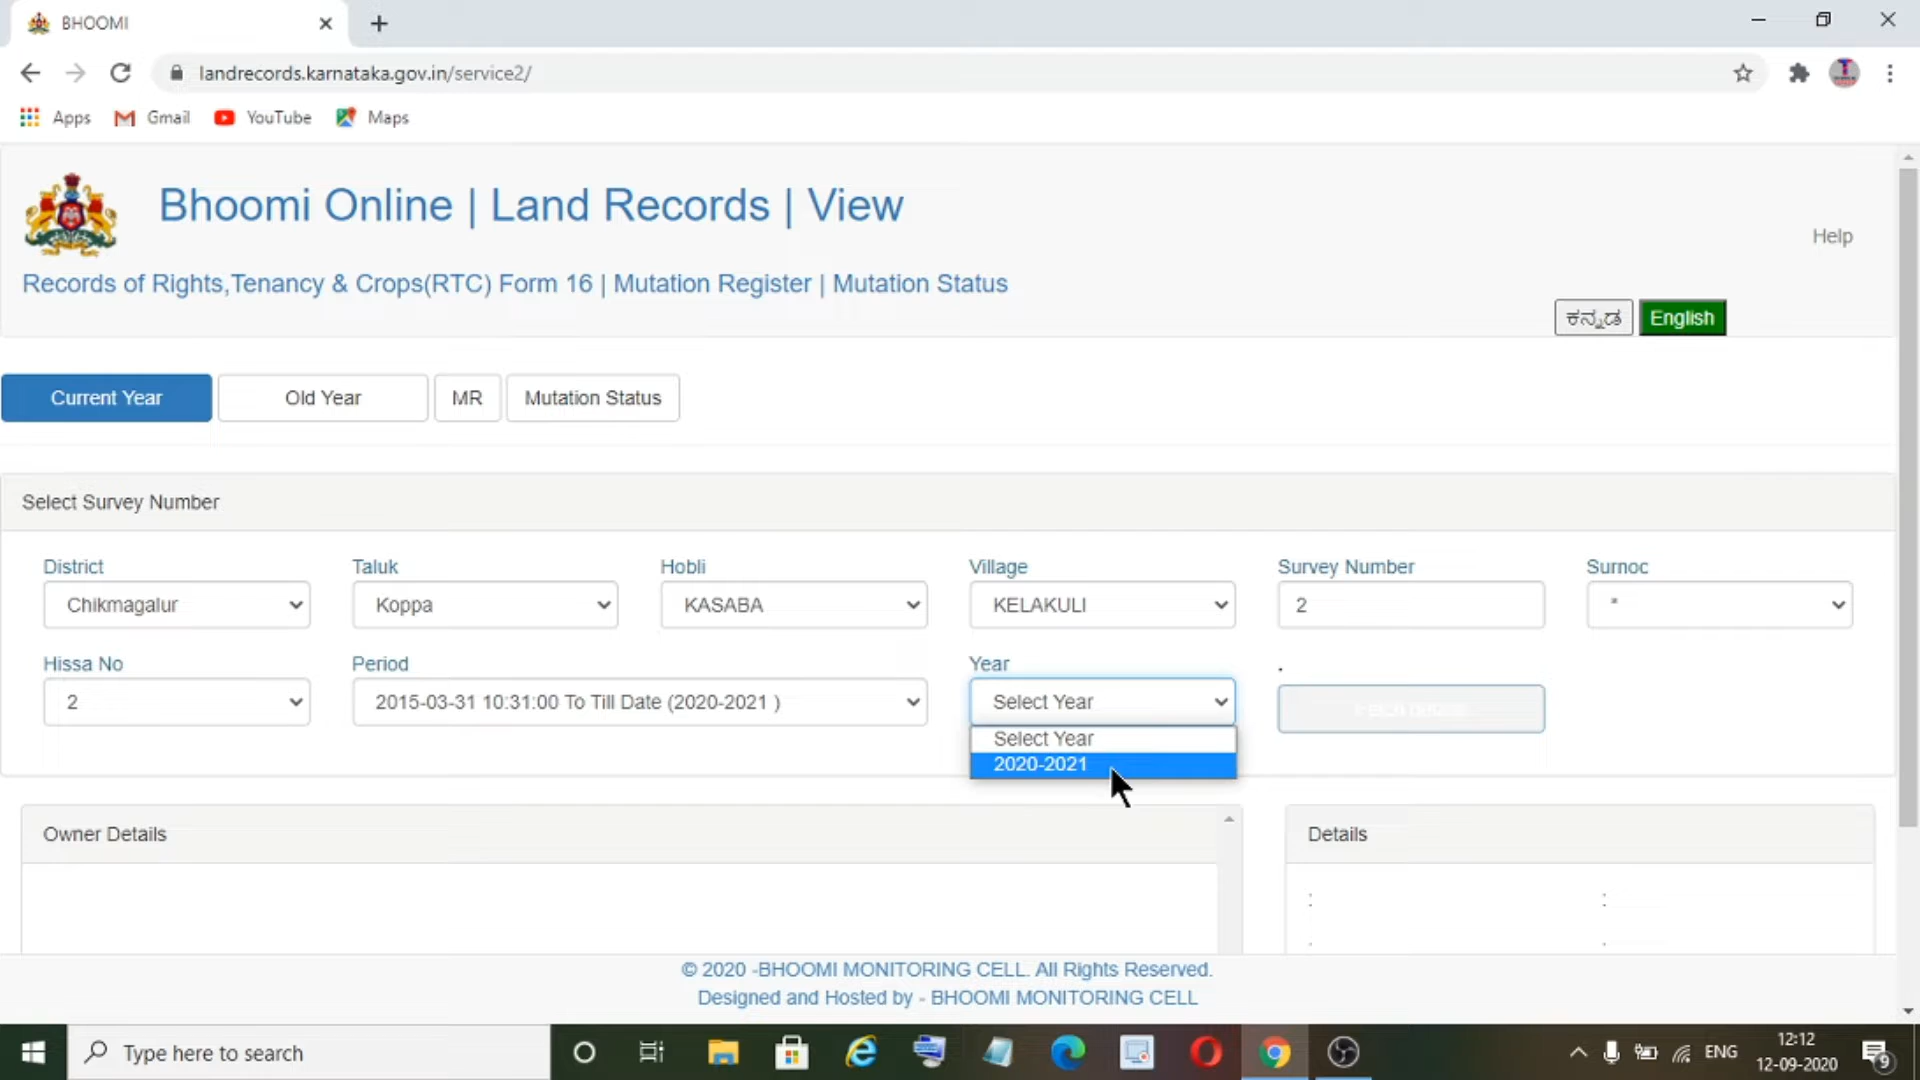 BHOOMI
landrecords.karnataka.gov.in/service2/
Apps Gmail YouTube Maps
Bhoomi Online | Land Records | View
Help
Records of Rights,Tenancy & Crops(RTC) Form 16 | Mutation Register | Mutation Status
ಕನ್ನಡ English
Current Year Old Year MR Mutation Status
Select Survey Number
District Taluk Hobli Village Survey Number Surnoc
Chikmagalur Koppa KASABA KELAKULI 2 *
Hissa No Period Year .
2 2015-03-31 10:31:00 To Till Date (2020-2021 ) Select Year
Select Year
2020-2021
Owner Details Details
: :
© 2020 -BHOOMI MONITORING CELL. All Rights Reserved.
Designed and Hosted by - BHOOMI MONITORING CELL
Type here to search
ENG
12:12
12-09-2020
9